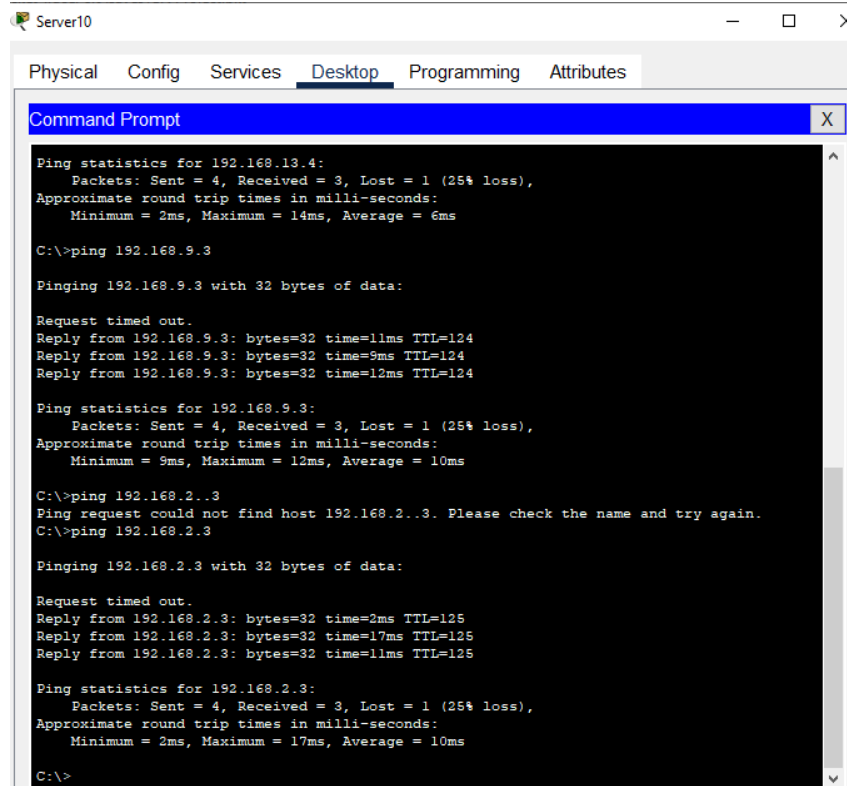 Server10
Physical Config Services Desktop Programming Attributes
Command Prompt
X
Ping statistics for 192.168.13.4:
Packets: Sent = 4, Received = 3, Lost = 1 (25% loss),
Approximate round trip times in milli-seconds:
Minimum = 2ms, Maximum = 14ms, Average = 6ms
C:\>ping 192.168.9.3
Pinging 192.168.9.3 with 32 bytes of data:
Request timed out.
Reply from 192.168.9.3: bytes=32 time=11ms TTL=124
Reply from 192.168.9.3: bytes=32 time=9ms TTL=124
Reply from 192.168.9.3: bytes=32 time=12ms TTL=124
Ping statistics for 192.168.9.3:
Packets: Sent = 4, Received = 3, Lost = 1 (25% loss),
Approximate round trip times in milli-seconds:
Minimum = 9ms, Maximum = 12ms, Average = 10ms
C:\>ping 192.168.2..3
Ping request could not find host 192.168.2..3. Please check the name and try again.
C:\>ping 192.168.2.3
Pinging 192.168.2.3 with 32 bytes of data:
Request timed out.
Reply from 192.168.2.3: bytes=32 time=2ms TTL=125
Reply from 192.168.2.3: bytes=32 time=17ms TTL=125
Reply from 192.168.2.3: bytes=32 time=11ms TTL=125
Ping statistics for 192.168.2.3:
Packets: Sent = 4, Received = 3, Lost = 1 (25% loss),
Approximate round trip times in milli-seconds:
Minimum = 2ms, Maximum = 17ms, Average = 10ms
C:\>